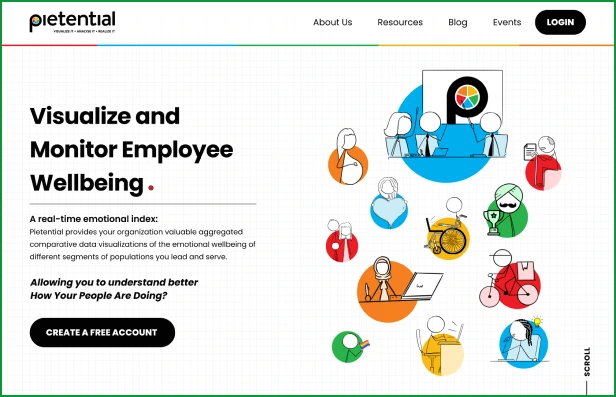 pietential
VISUALIZE IT • ANALYSE IT • REALIZE IT
About Us
Resources
Blog
Events
LOGIN
Visualize and
Monitor Employee
Wellbeing.
A real-time emotional index:
Pietential provides your organization valuable aggregated
comparative data visualizations of the emotional wellbeing of
different segments of populations you lead and serve.
Allowing you to understand better
How Your People Are Doing?
CREATE A FREE ACCOUNT
SCROLL